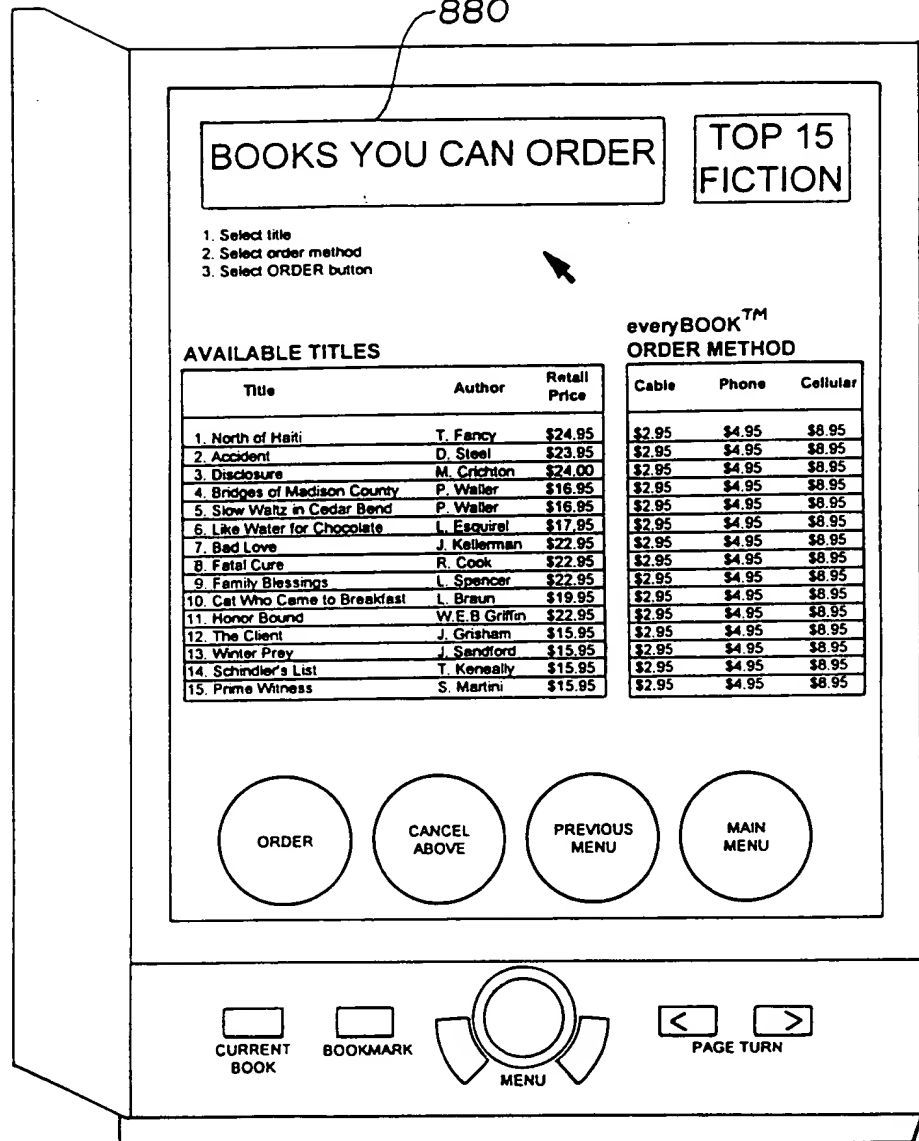 880
BOOKS YOU CAN ORDER
TOP 15
FICTION
1. Select title
2. Select order method
3. Select ORDER button
AVAILABLE TITLES
everyBOOK™
ORDER METHOD
Title Author Retail Price Cable Phone Cellular
1. North of Haiti T. Fancy $24.95 $2.95 $4.95 $8.95
2. Accident D. Steel $23.95 $2.95 $4.95 $8.95
3. Disclosure M. Crichton $24.00 $2.95 $4.95 $8.95
4. Bridges of Madison County P. Waller $16.95 $2.95 $4.95 $8.95
5. Slow Waltz in Cedar Bend P. Waller $16.95 $2.95 $4.95 $8.95
6. Like Water for Chocolate L. Esquirel $17.95 $2.95 $4.95 $8.95
7. Bad Love J. Kellerman $22.95 $2.95 $4.95 $8.95
8. Fatal Cure R. Cook $22.95 $2.95 $4.95 $8.95
9. Family Blessings L. Spencer $22.95 $2.95 $4.95 $8.95
10. Cat Who Came to Breakfast L. Braun $19.95 $2.95 $4.95 $8.95
11. Honor Bound W.E.B Griffin $22.95 $2.95 $4.95 $8.95
12. The Client J. Grisham $15.95 $2.95 $4.95 $8.95
13. Winter Prey J. Sandford $15.95 $2.95 $4.95 $8.95
14. Schindler's List T. Keneally $15.95 $2.95 $4.95 $8.95
15. Prime Witness S. Martini $15.95 $2.95 $4.95 $8.95
ORDER
CANCEL
ABOVE
PREVIOUS
MENU
MAIN
MENU
< >
CURRENT
BOOK
BOOKMARK
MENU
PAGE TURN